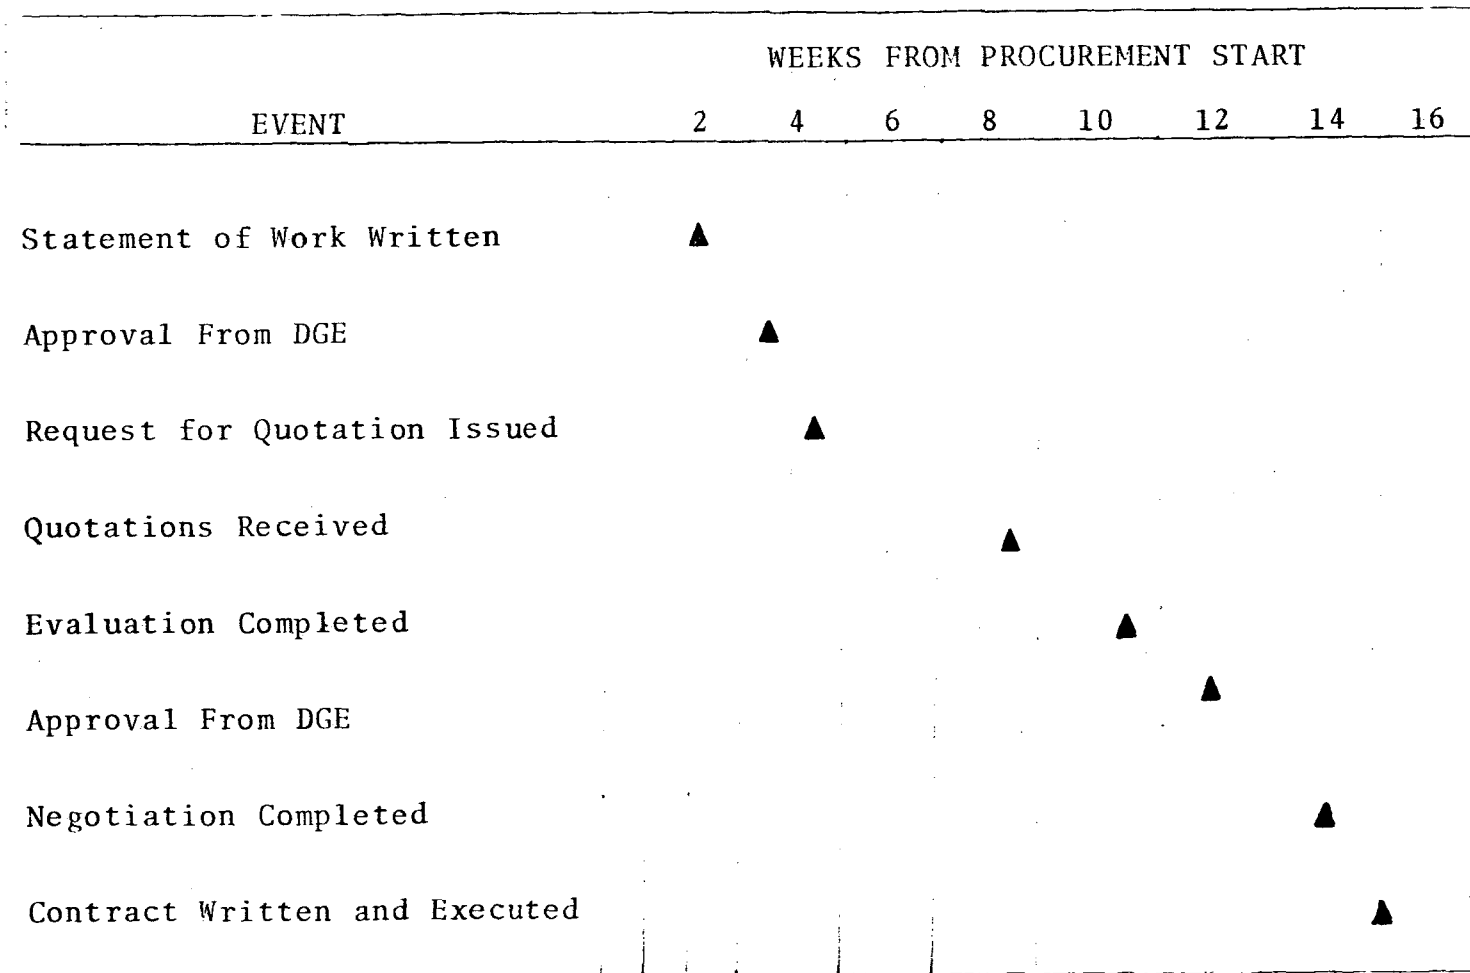 WEEKS FROM PROCUREMENT START
EVENT 2 4 6 8 10 12 14 16
Statement of Work Written
Approval From DGE
Request for Quotation Issued
Quotations Received
Evaluation Completed
Approval From DGE
Negotiation Completed
Contract Written and Executed